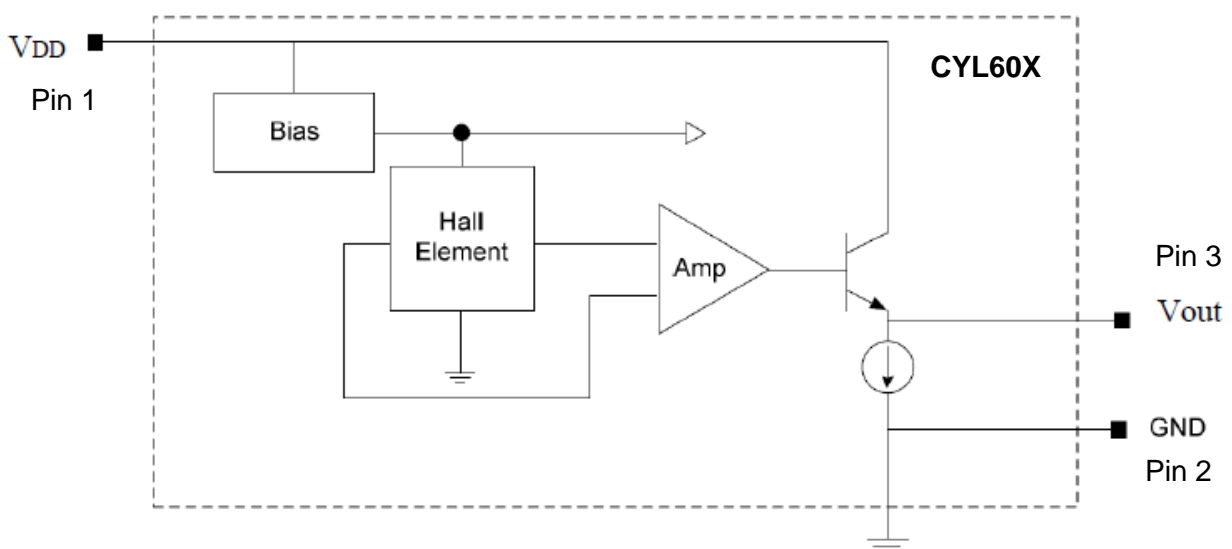 VDD
Pin 1
CYL60X
Bias
Hall
Element
Amp
Pin 3
Vout
GND
Pin 2